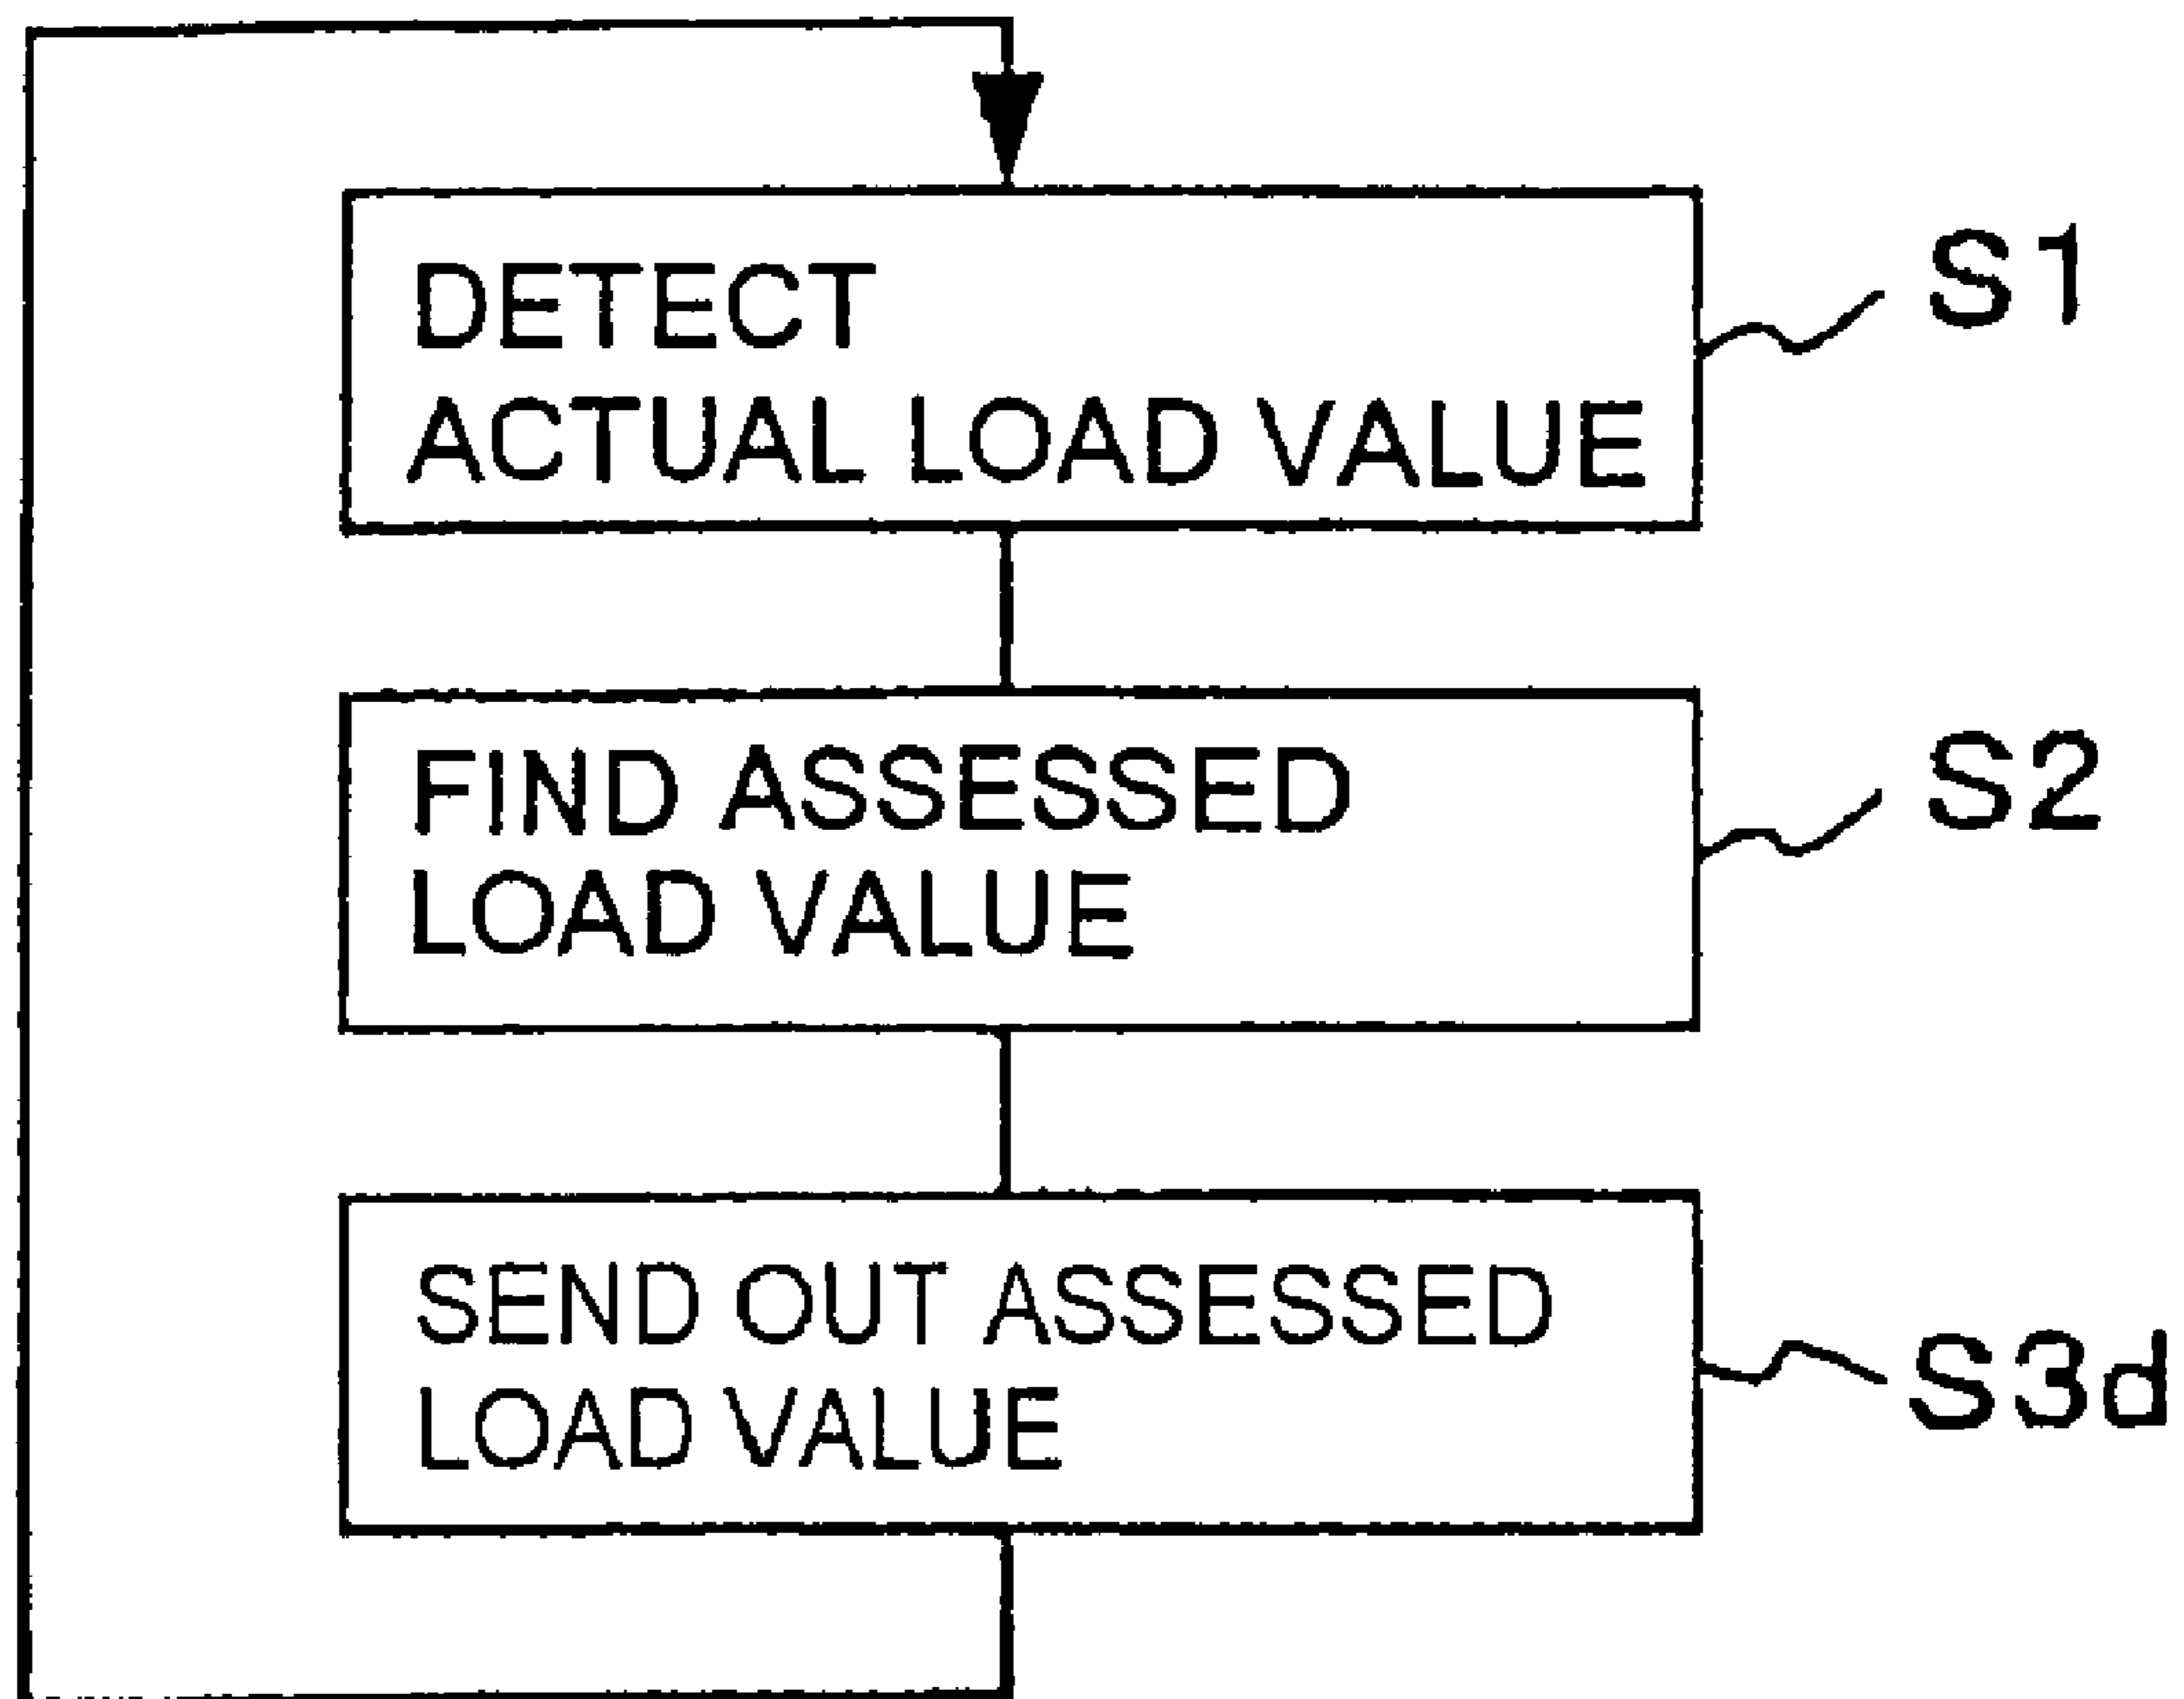 DETECT
ACTUAL LOAD VALUE
S1
FIND ASSESSED
LOAD VALUE
S2
SEND OUT ASSESSED
LOAD VALUE
S3d